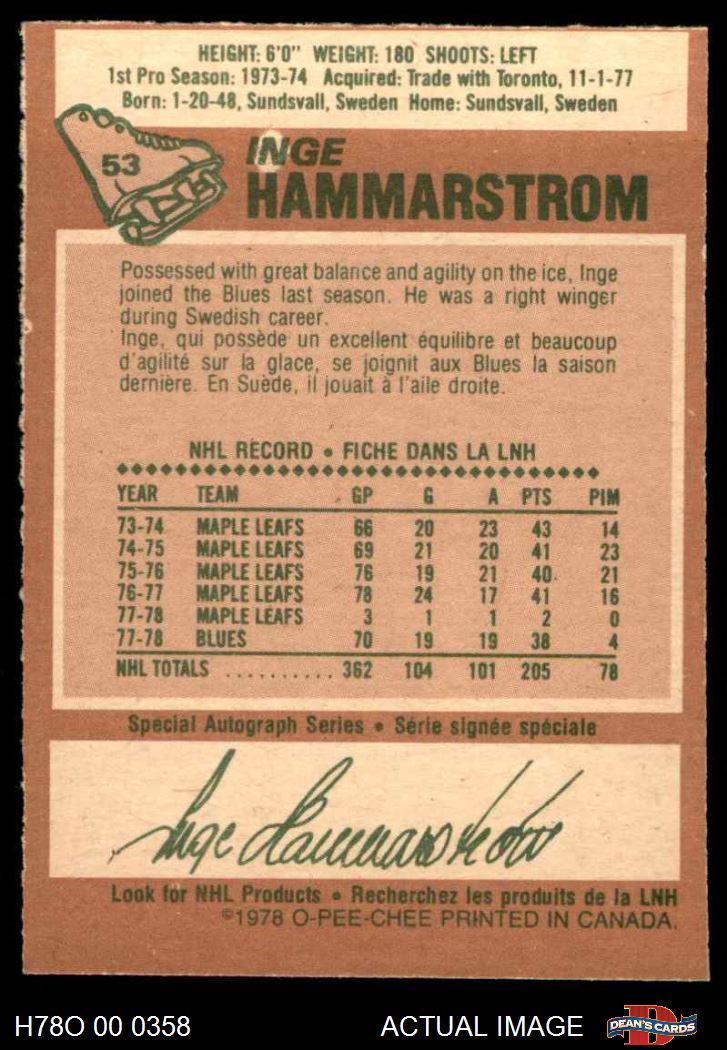 HEIGHT: 6'0" WEIGHT: 180 SHOOTS: LEFT
1st Pro Season: 1973-74 Acquired: Trade with Toronto, 11-1-77
Born: 1-20-48, Sundsvall, Sweden Home: Sundsvall, Sweden
53
INGE
HAMMARSTROM
Possessed with great balance and agility on the ice, Inge
joined the Blues last season. He was a right winger
during Swedish career.
Inge, qui possède un excellent équilibre et beaucoup
d'agilité sur la glace, se joignit aux Blues la saison
dernière. En Suède, il jouait à l'aile droite.
NHL RECORD • FICHE DANS LA LNH
YEAR TEAM GP G A PTS PIM
73-74 MAPLE LEAFS 66 20 23 43 14
74-75 MAPLE LEAFS 69 21 20 41 23
75-76 MAPLE LEAFS 76 19 21 40 21
76-77 MAPLE LEAFS 78 24 17 41 16
77-78 MAPLE LEAFS 3 1 1 2 0
77-78 BLUES 70 19 19 38 4
NHL TOTALS .......... 362 104 101 205 78
Special Autograph Series • Série signée spéciale
Inge Hammarström
Look for NHL Products • Recherchez les produits de la LNH
©1978 O-PEE-CHEE PRINTED IN CANADA.
H78O 00 0358 ACTUAL IMAGE D DEAN'S CARDS